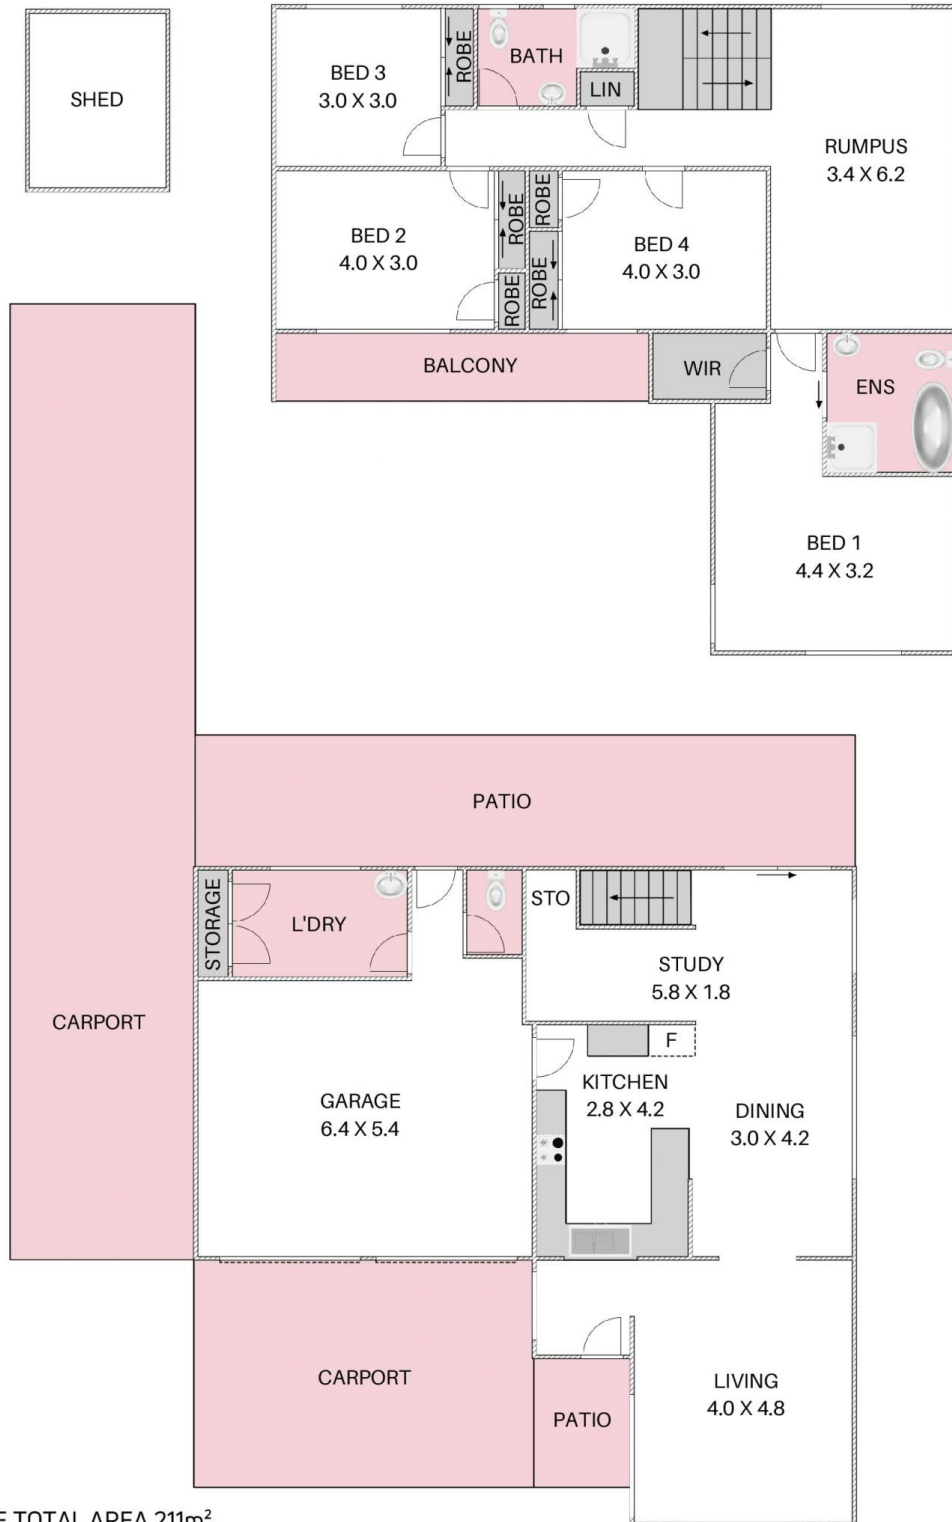 SHED
BED 3
3.0 X 3.0
ROBE
BATH
LIN
RUMPUS
3.4 X 6.2
BED 2
4.0 X 3.0
ROBE
ROBE
ROBE
ROBE
BED 4
4.0 X 3.0
BALCONY
WIR
ENS
BED 1
4.4 X 3.2
PATIO
STORAGE
L'DRY
STO
STUDY
5.8 X 1.8
CARPORT
F
KITCHEN
2.8 X 4.2
GARAGE
6.4 X 5.4
DINING
3.0 X 4.2
CARPORT
LIVING
4.0 X 4.8
PATIO
TOTAL AREA 211m²